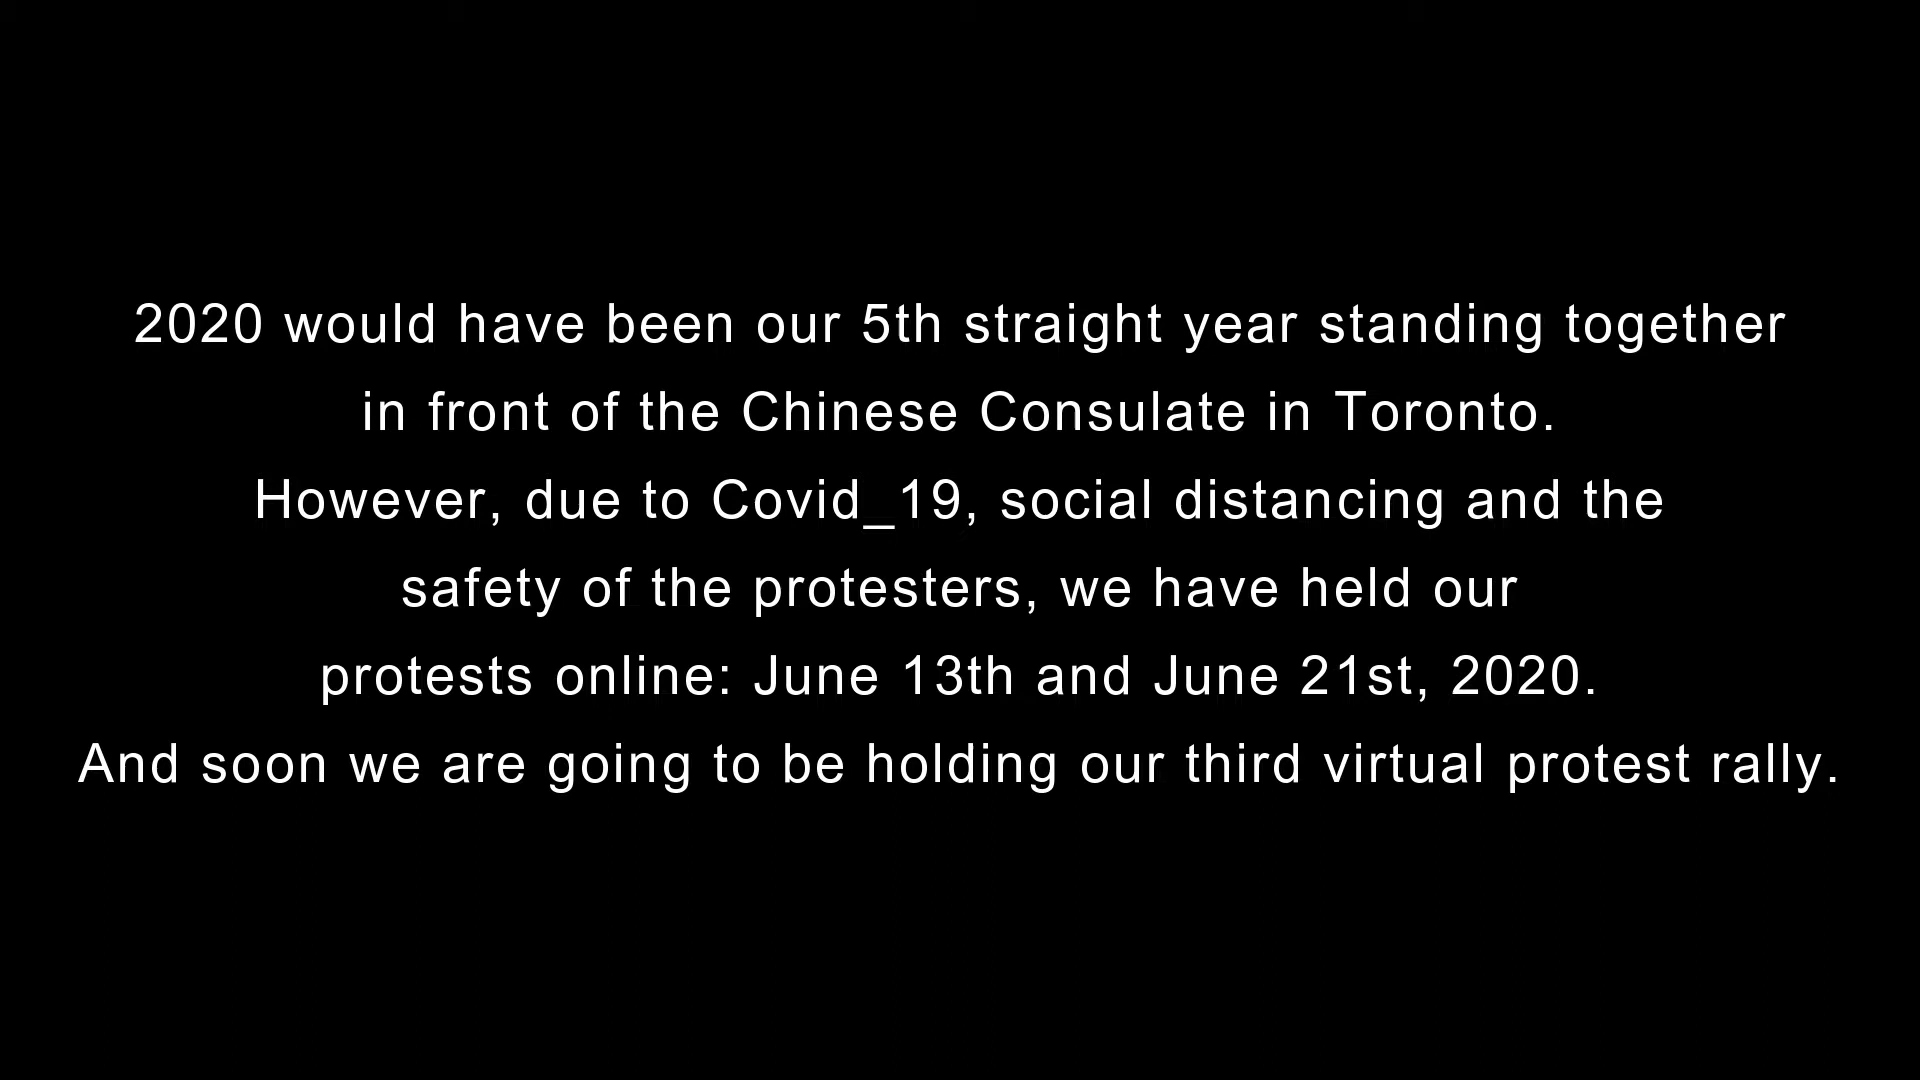 2020 would have been our 5th straight year standing together
in front of the Chinese Consulate in Toronto.
However, due to Covid_19, social distancing and the
safety of the protesters, we have held our
protests online: June 13th and June 21st, 2020.
And soon we are going to be holding our third virtual protest rally.